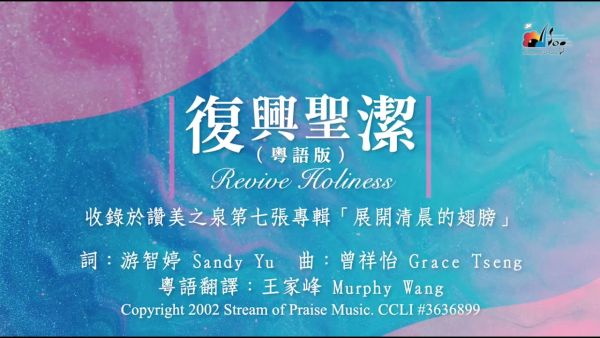 復興聖潔
（粵語版）
Revive Holiness
收錄於讚美之泉第七張專輯「展開清晨的翅膀」
詞：游智婷 Sandy Yu 曲：曾祥怡 Grace Tseng
粵語翻譯：王家峰 Murphy Wang
Copyright 2002 Stream of Praise Music. CCLI #3636899